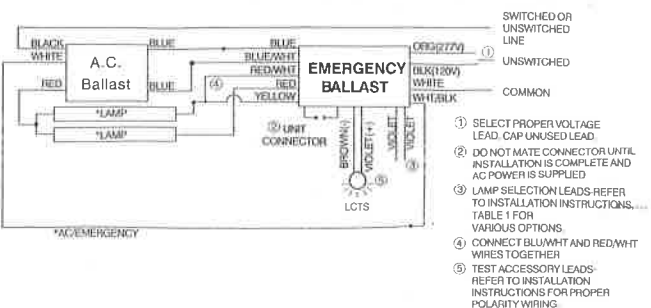 SWITCHED OR
UNSWITCHED
LINE
BLACK
BLUE
BLUE
ORG(277V)
①
WHITE
A.C.
Ballast
BLUE/WHT
EMERGENCY
BALLAST
UNSWITCHED
RED/WHT
BLK(120V)
RED
BLUE
④
RED
WHITE
COMMON
YELLOW
WHT/BLK
*LAMP
*LAMP
② UNIT
CONNECTOR
BROWN(-)
VIOLET(+)
VIOLET
VIOLET
③
⑤
LCTS
*AC/EMERGENCY
① SELECT PROPER VOLTAGE
LEAD. CAP UNUSED LEAD
② DO NOT MATE CONNECTOR UNTIL
INSTALLATION IS COMPLETE AND
AC POWER IS SUPPLIED
③ LAMP SELECTION LEADS-REFER
TO INSTALLATION INSTRUCTIONS,
TABLE 1 FOR
VARIOUS OPTIONS
④ CONNECT BLU/WHT AND RED/WHT
WIRES TOGETHER
⑤ TEST ACCESSORY LEADS-
REFER TO INSTALLATION
INSTRUCTIONS FOR PROPER
POLARITY WIRING